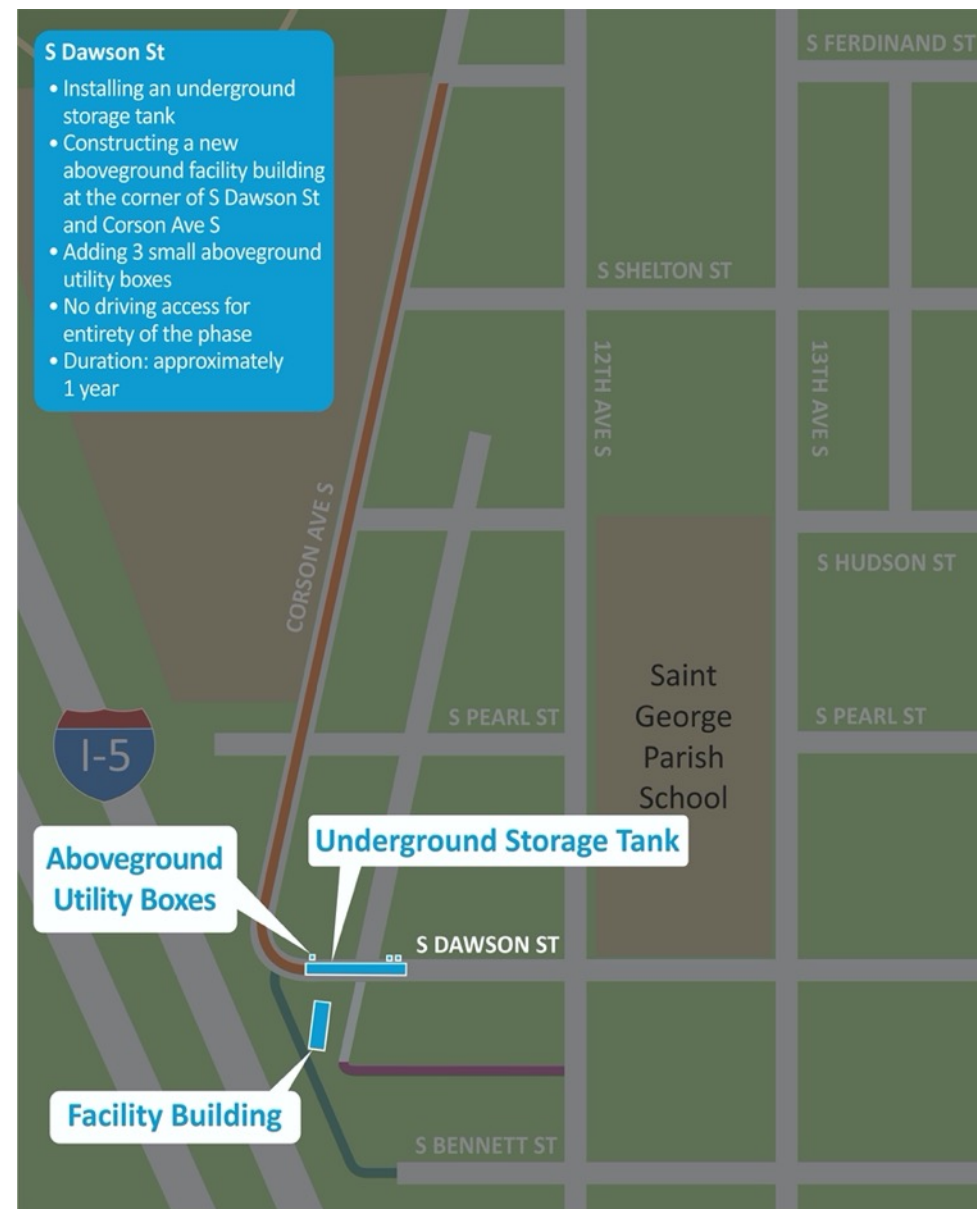 S Dawson St
• Installing an underground
storage tank
• Constructing a new
aboveground facility building
at the corner of S Dawson St
and Corson Ave S
• Adding 3 small aboveground
utility boxes
• No driving access for
entirety of the phase
• Duration: approximately
1 year
S FERDINAND ST
S SHELTON ST
12TH AVE S
13TH AVE S
CORSON AVE S
S HUDSON ST
Saint
George
Parish
School
S PEARL ST
S PEARL ST
I-5
Underground Storage Tank
Aboveground
Utility Boxes
S DAWSON ST
Facility Building
S BENNETT ST